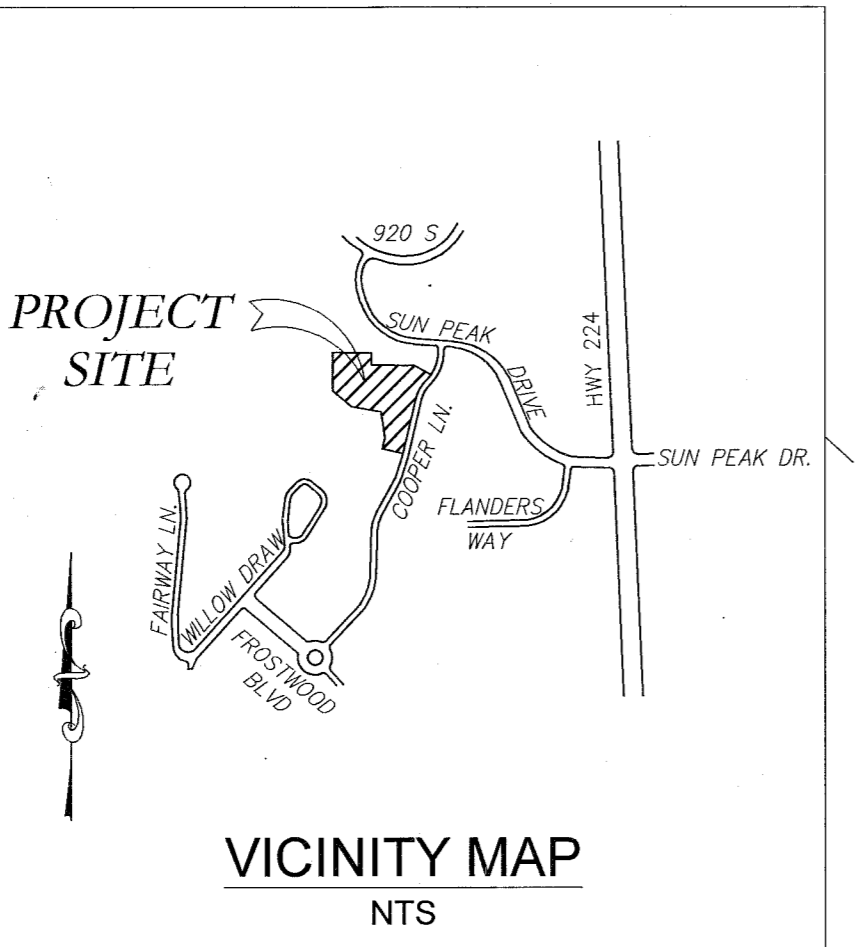 920 S
PROJECT
SITE
SUN PEAK
DRIVE
HWY 224
COOPER LN.
SUN PEAK DR.
FLANDERS
WAY
FAIRWAY LN.
WILLOW DRAW
FROSTWOOD
BLVD
VICINITY MAP
NTS